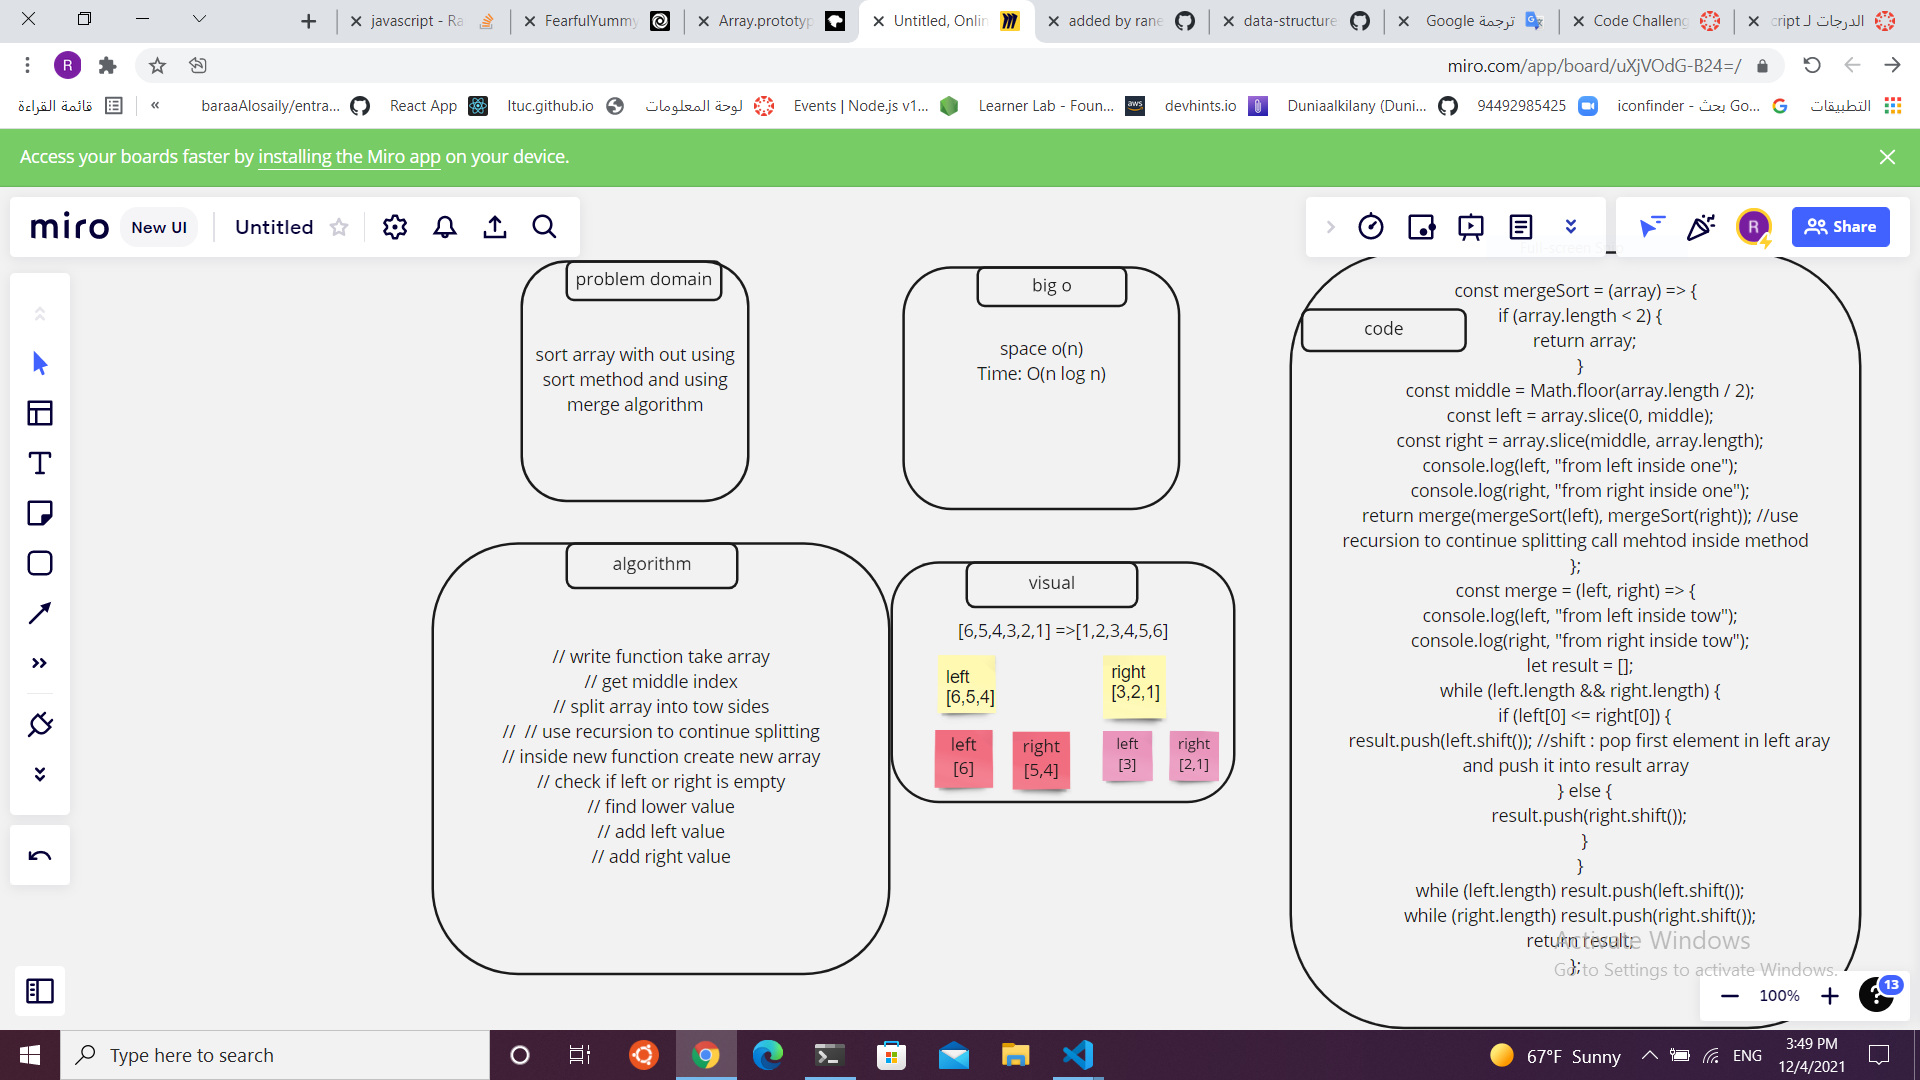 javascript - Ra
FearfulYummy
Array.prototyp
Untitled, Onlin
added by rane
data-structure
Google ترجمة
Code Challeng
الدرجات لـ cript
R
miro.com/app/board/uXjVOdG-B24=/
قائمة القراءة
«
baraaAlosaily/entra...
React App
ltuc.github.io
لوحة المعلومات
Events | Node.js v1...
Learner Lab - Foun...
aws
devhints.io
Duniaalkilany (Duni...
94492985425
iconfinder - بحث Go...
التطبيقات
Access your boards faster by installing the Miro app on your device.
miro
New UI
Untitled
R
Share
problem domain
sort array with out using
sort method and using
merge algorithm
big o
space o(n)
Time: O(n log n)
algorithm
// write function take array
// get middle index
// split array into tow sides
//  // use recursion to continue splitting
// inside new function create new array
// check if left or right is empty
// find lower value
// add left value
// add right value
visual
[6,5,4,3,2,1] =>[1,2,3,4,5,6]
left
[6,5,4]
right
[3,2,1]
left
[6]
right
[5,4]
left
[3]
right
[2,1]
code
const mergeSort = (array) => {
if (array.length < 2) {
return array;
}
const middle = Math.floor(array.length / 2);
const left = array.slice(0, middle);
const right = array.slice(middle, array.length);
console.log(left, "from left inside one");
console.log(right, "from right inside one");
return merge(mergeSort(left), mergeSort(right)); //use
recursion to continue splitting call mehtod inside method
};
const merge = (left, right) => {
console.log(left, "from left inside tow");
console.log(right, "from right inside tow");
let result = [];
while (left.length && right.length) {
if (left[0] <= right[0]) {
result.push(left.shift()); //shift : pop first element in left aray
and push it into result array
} else {
result.push(right.shift());
}
}
while (left.length) result.push(left.shift());
while (right.length) result.push(right.shift());
return result;
};
Activate Windows
Go to Settings to activate Windows.
100%
13
Type here to search
67°F Sunny
ENG
3:49 PM
12/4/2021